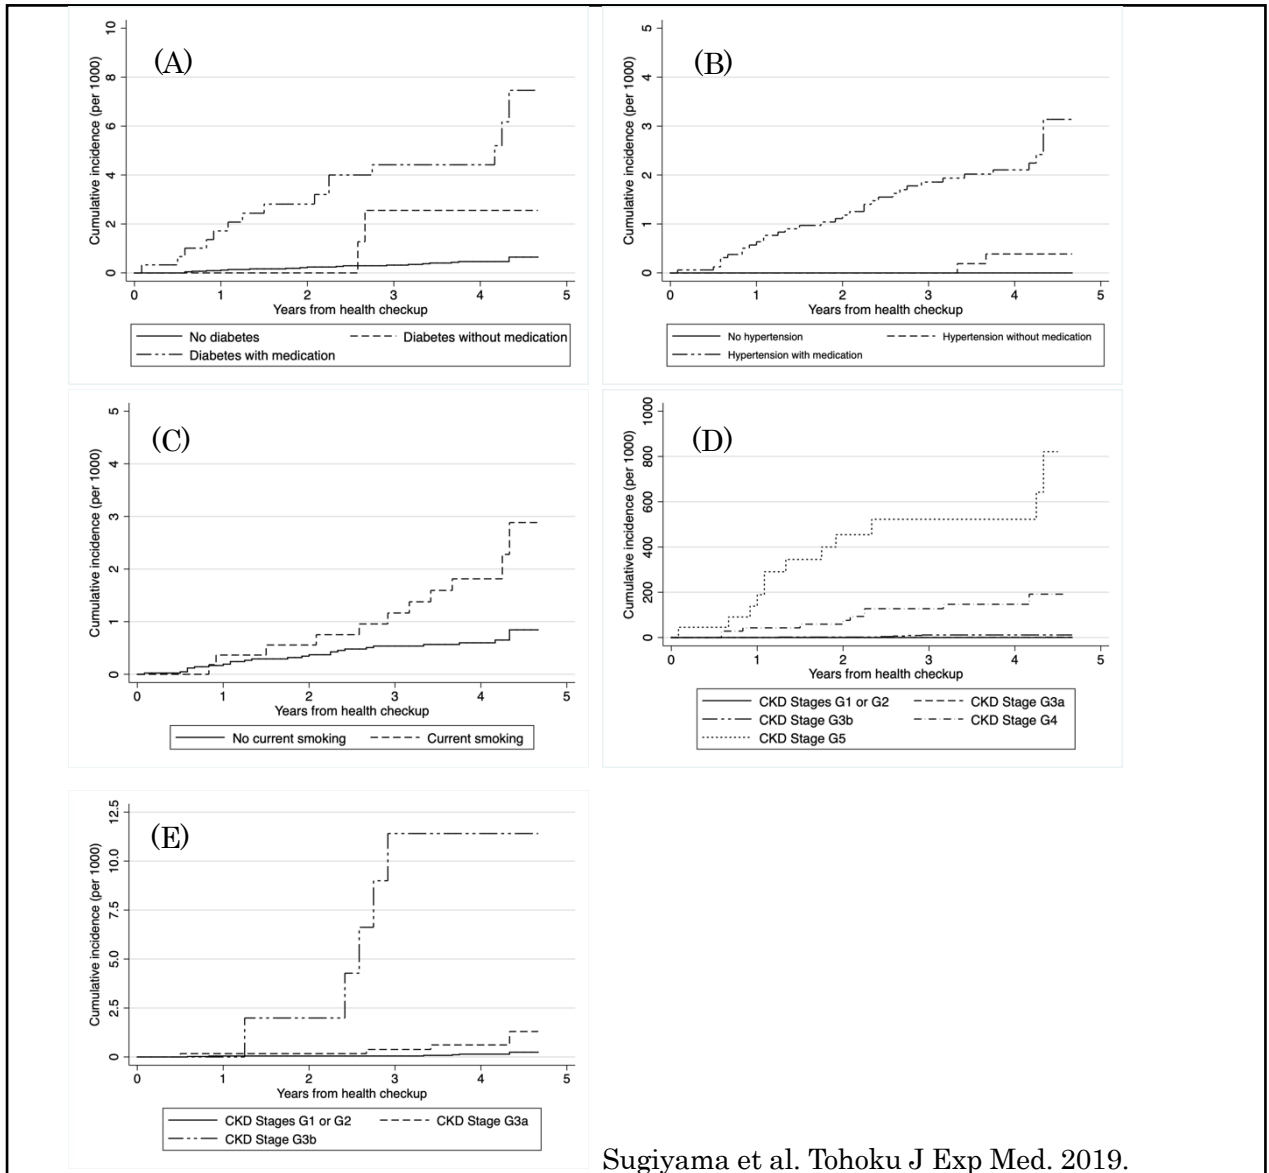 (A)
Cumulative incidence (per 1000)
10
8
6
4
2
0
0 1 2 3 4 5
Years from health checkup
No diabetes Diabetes without medication
Diabetes with medication
(B)
Cumulative incidence (per 1000)
5
4
3
2
1
0
0 1 2 3 4 5
Years from health checkup
No hypertension Hypertension without medication
Hypertension with medication
(C)
Cumulative incidence (per 1000)
5
4
3
2
1
0
0 1 2 3 4 5
Years from health checkup
No current smoking Current smoking
(D)
Cumulative incidence (per 1000)
1000
800
600
400
200
0
0 1 2 3 4 5
Years from health checkup
CKD Stages G1 or G2 CKD Stage G3a
CKD Stage G3b CKD Stage G4
CKD Stage G5
(E)
Cumulative incidence (per 1000)
12.5
10.0
7.5
5.0
2.5
0
0 1 2 3 4 5
Years from health checkup
CKD Stages G1 or G2 CKD Stage G3a
CKD Stage G3b
Sugiyama et al. Tohoku J Exp Med. 2019.